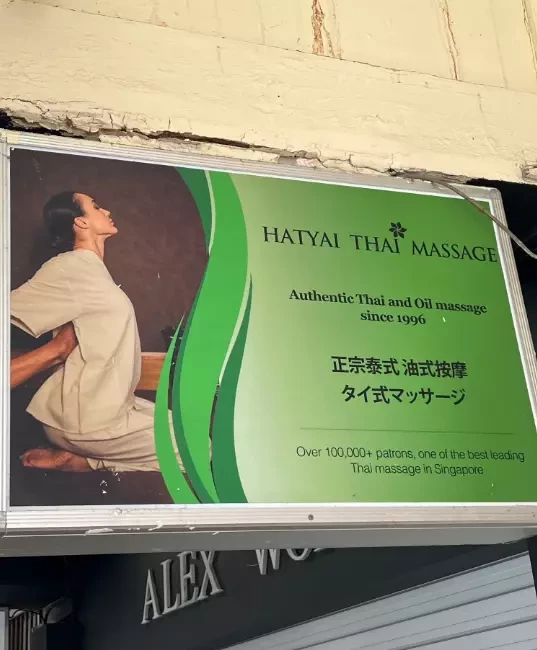 HATYAI THAI MASSAGE
Authentic Thai and Oil massage
since 1996
正宗泰式 油式按摩
タイ式マッサージ
Over 100,000+ patrons, one of the best leading
Thai massage in Singapore
ALEX